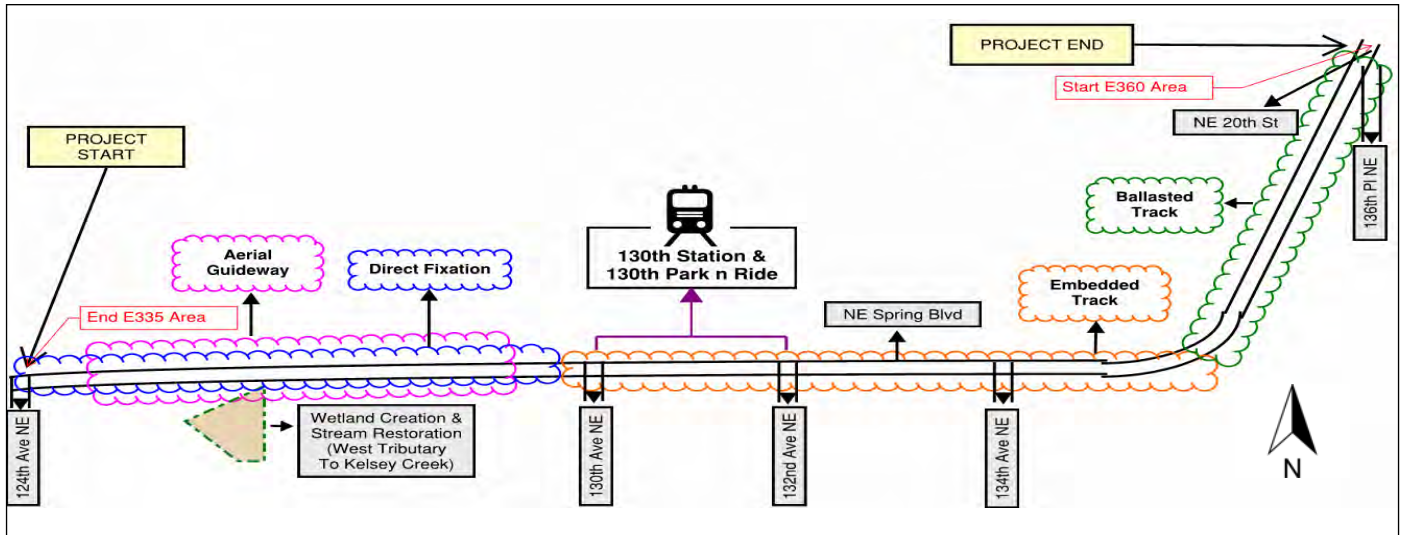 PROJECT END
Start E360 Area
NE 20th St
PROJECT
START
136th Pl NE
Ballasted
Track
Aerial
Guideway
Direct Fixation
130th Station &
130th Park n Ride
Embedded
Track
End E335 Area
NE Spring Blvd
Wetland Creation &
Stream Restoration
(West Tributary
To Kelsey Creek)
124th Ave NE
130th Ave NE
132nd Ave NE
134th Ave NE
N